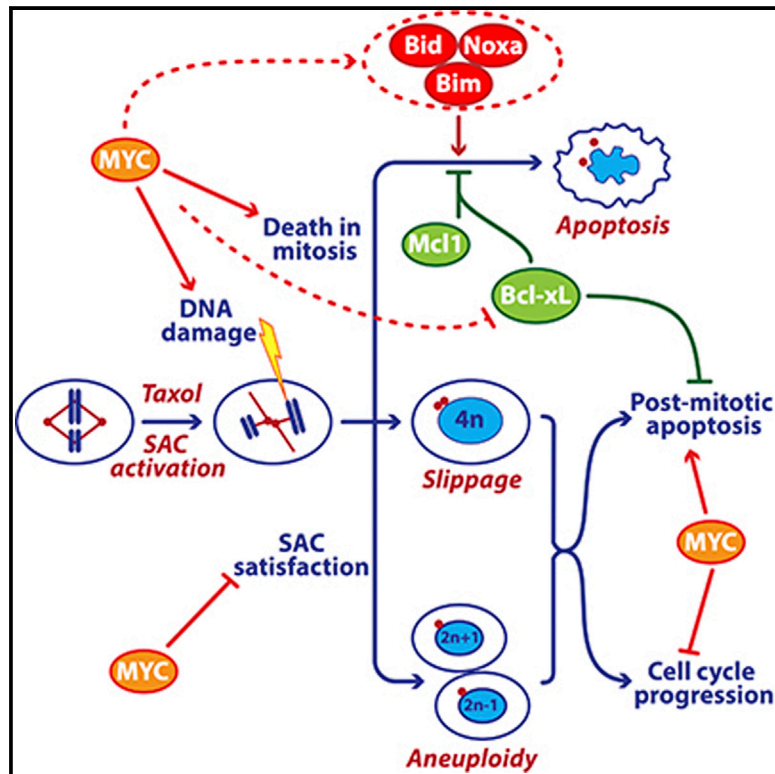 Bid
Noxa
Bim
MYC
Death in
mitosis
Mcl1
Apoptosis
Bcl-xL
DNA
damage
Taxol
SAC
activation
4n
Slippage
Post-mitotic
apoptosis
SAC
satisfaction
MYC
MYC
2n+1
2n-1
Cell cycle
progression
Aneuploidy